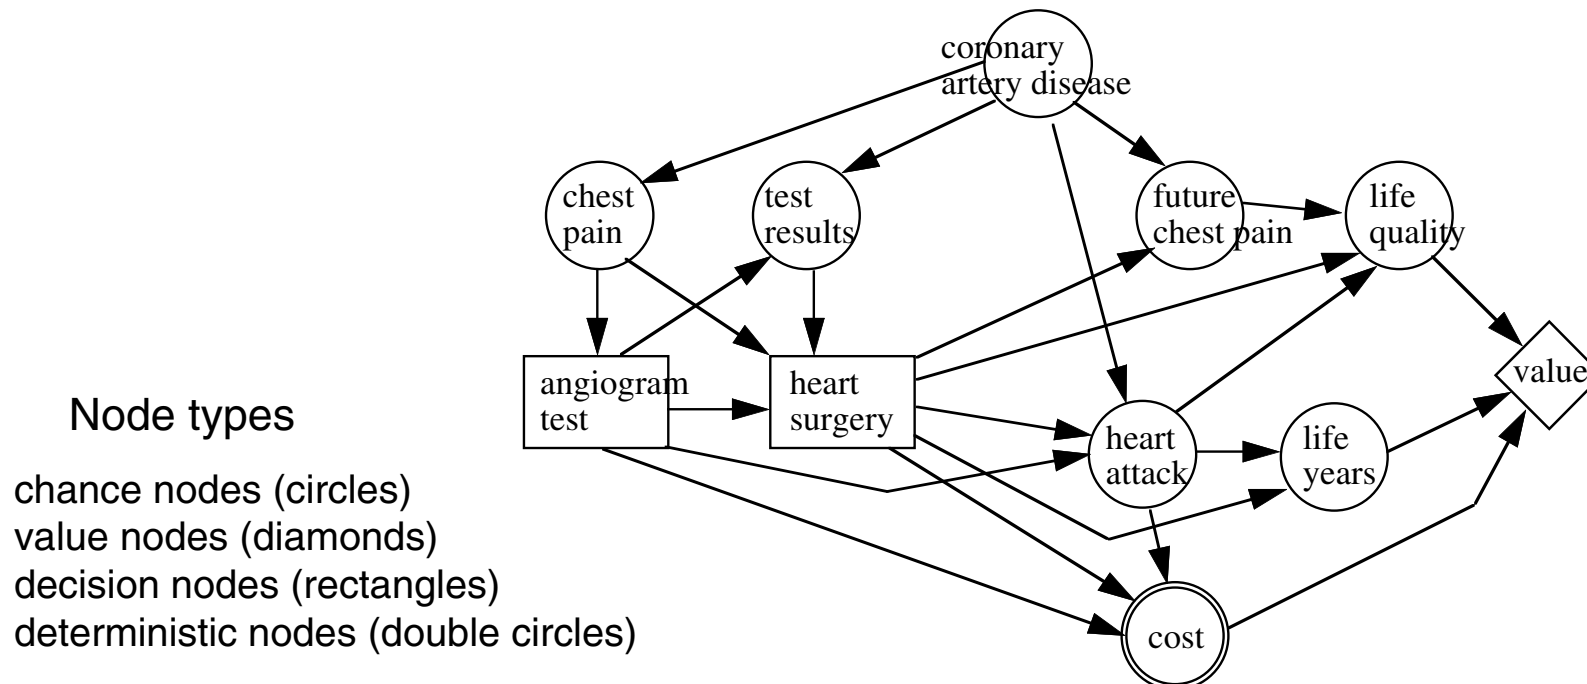 coronary
artery disease
chest
pain
test
results
future
chest pain
life
quality
angiogram
test
heart
surgery
value
heart
attack
life
years
cost
Node types
chance nodes (circles)
value nodes (diamonds)
decision nodes (rectangles)
deterministic nodes (double circles)